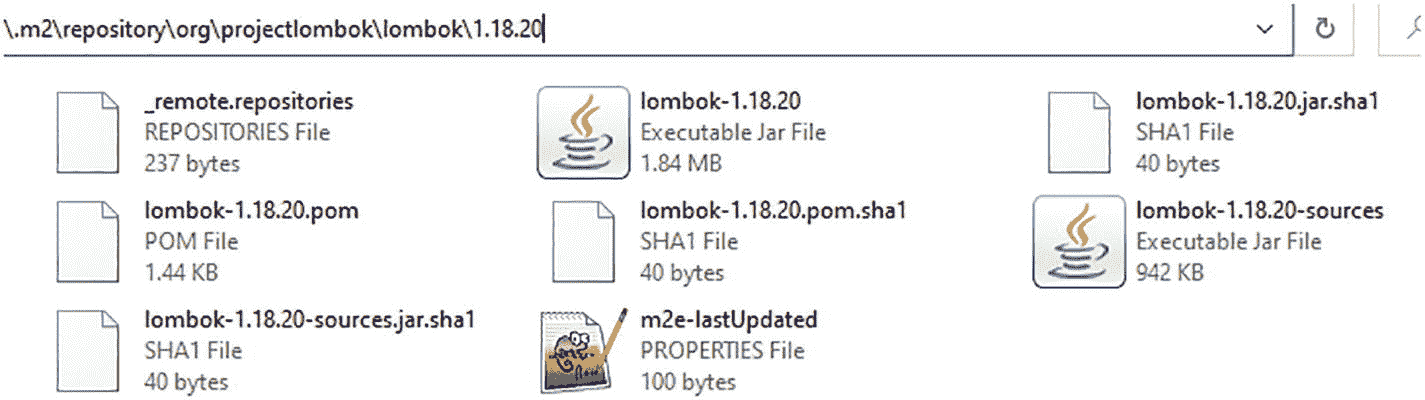 \.m2\repository\org\projectlombok\lombok\1.18.20
_remote.repositories
REPOSITORIES File
237 bytes
lombok-1.18.20
Executable Jar File
1.84 MB
lombok-1.18.20.jar.sha1
SHA1 File
40 bytes
lombok-1.18.20.pom
POM File
1.44 KB
lombok-1.18.20.pom.sha1
SHA1 File
40 bytes
lombok-1.18.20-sources
Executable Jar File
942 KB
lombok-1.18.20-sources.jar.sha1
SHA1 File
40 bytes
m2e-lastUpdated
PROPERTIES File
100 bytes